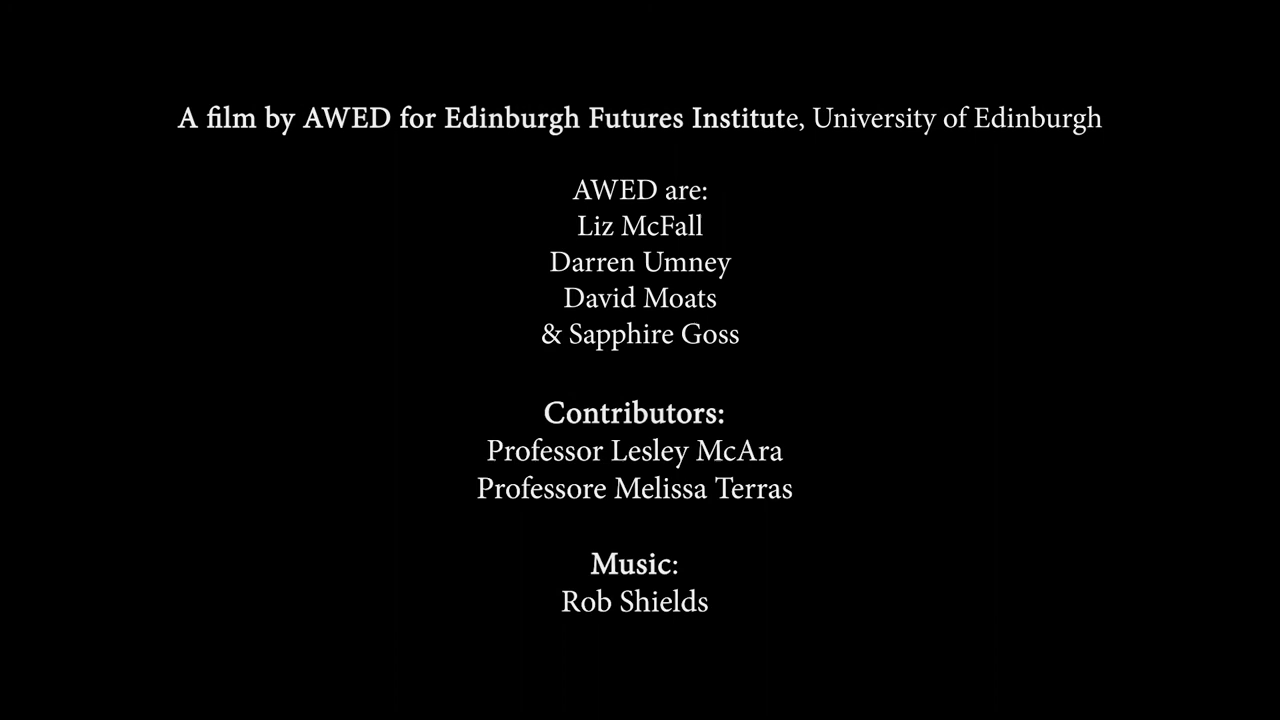 A film by AWED for Edinburgh Futures Institute, University of Edinburgh
AWED are:
Liz McFall
Darren Umney
David Moats
& Sapphire Goss
Contributors:
Professor Lesley McAra
Professore Melissa Terras
Music:
Rob Shields